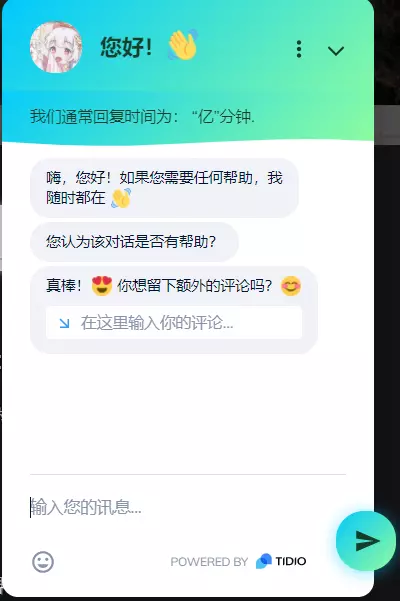 您好!
我们通常回复时间为： “亿”分钟.
嗨，您好！如果您需要任何帮助，我
随时都在
您认为该对话是否有帮助?
真棒！ 你想留下额外的评论吗?
在这里输入你的评论...
输入您的讯息...
POWERED BY TIDIO